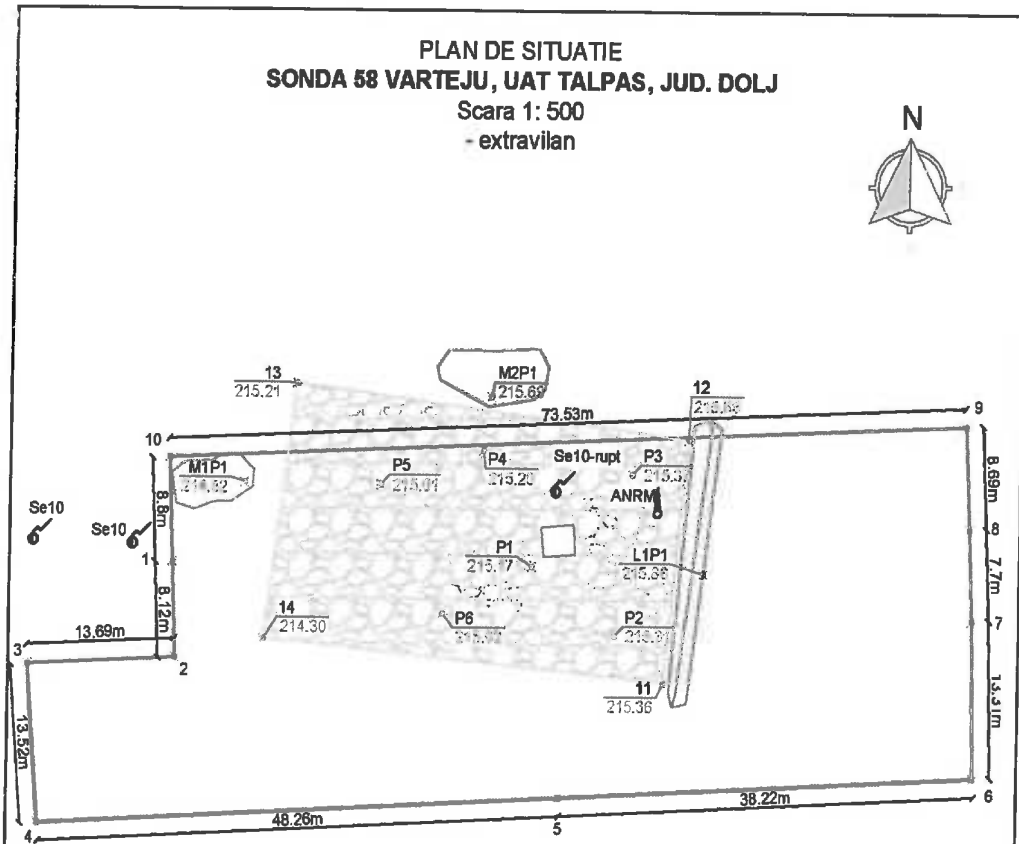 PLAN DE SITUATIE
SONDA 58 VARTEJU, UAT TALPAS, JUD. DOLJ
Scara 1: 500
- extravilan
N
13
215.21
M2P1
215.69
12
73.53m
9
10
M1P1
P5
P4
215.20
Se10-rupt
P3
8.69m
8.8m
Se10
Se10
ANRM
8
1
P1
215.17
L1P1
7.7m
8.12m
14
214.30
P6
P2
7
13.69m
3
2
11
215.36
13.31m
13.52m
38.22m
6
48.26m
5
4